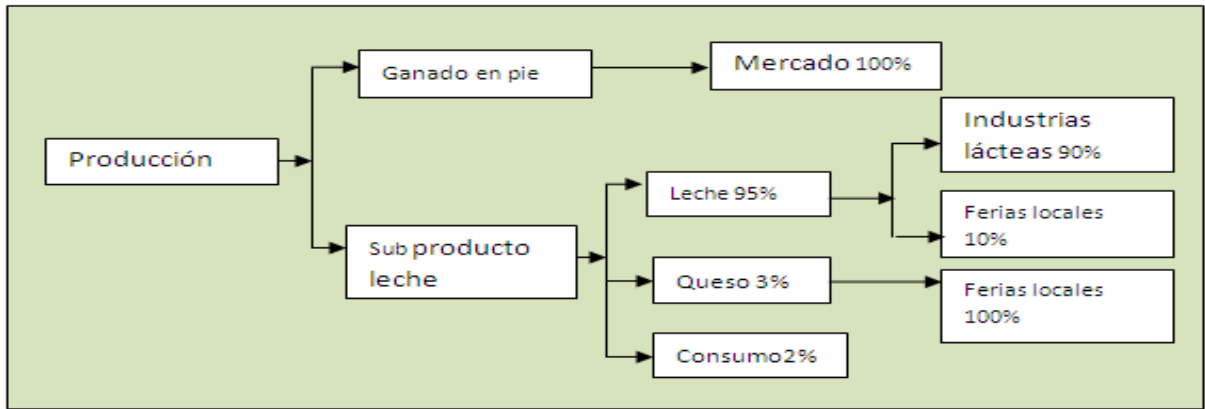 Producción
Ganado en pie
Mercado 100%
Sub producto
leche
Leche 95%
Industrias
lácteas 90%
Ferias locales
10%
Queso 3%
Ferias locales
100%
Consumo2%